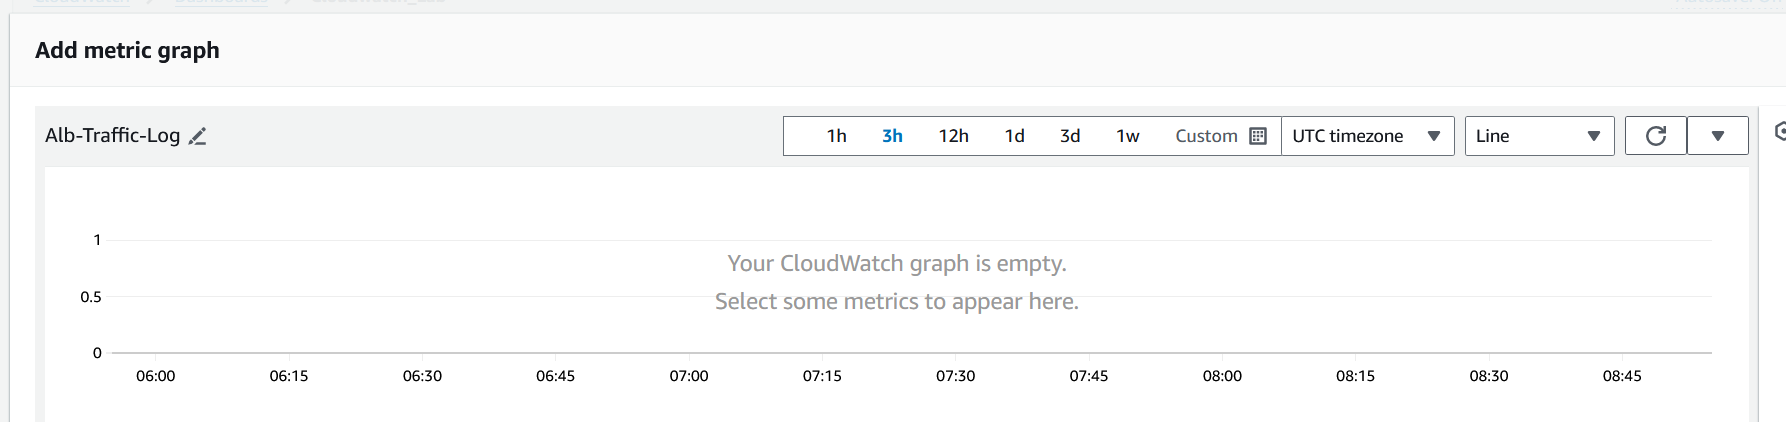 Add metric graph
Alb-Traffic-Log
1h 3h 12h 1d 3d 1w Custom UTC timezone Line
1
Your CloudWatch graph is empty.
0.5
Select some metrics to appear here.
0
06:00 06:15 06:30 06:45 07:00 07:15 07:30 07:45 08:00 08:15 08:30 08:45